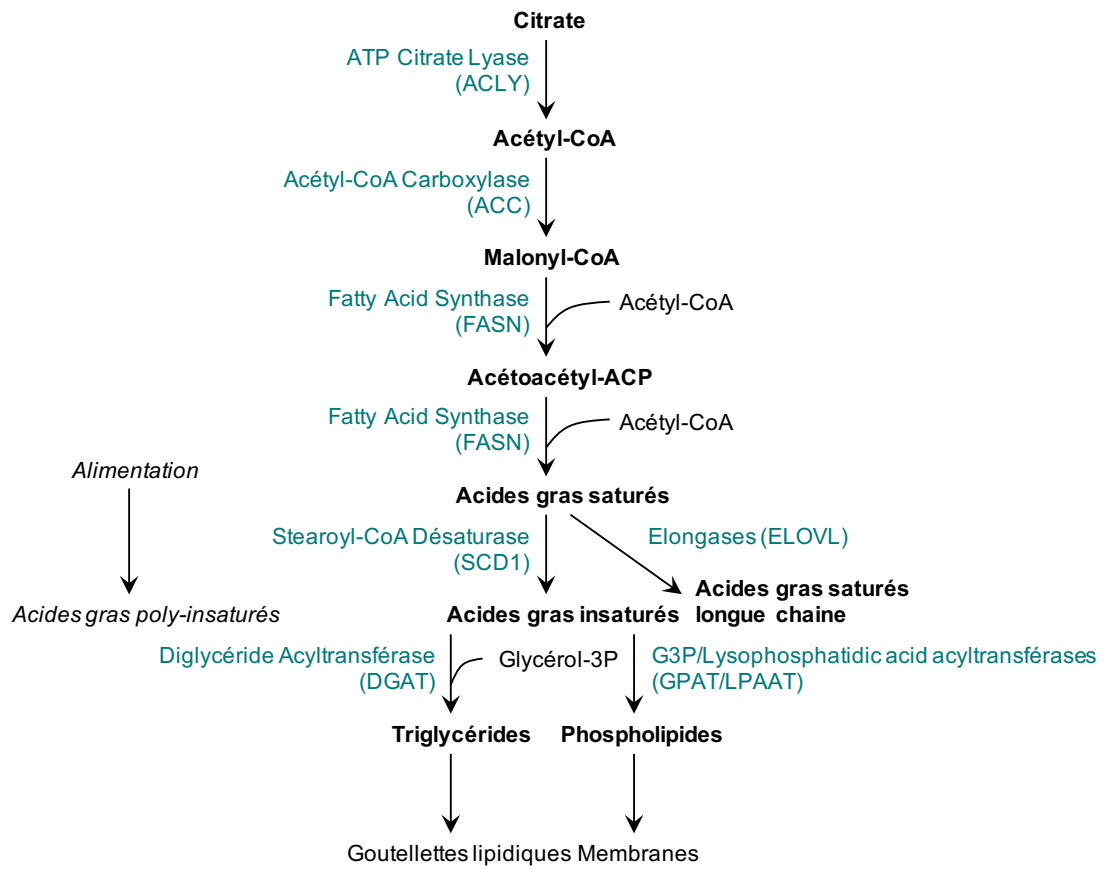 Citrate
ATP Citrate Lyase
(ACLY)
Acétyl-CoA
Acétyl-CoA Carboxylase
(ACC)
Malonyl-CoA
Fatty Acid Synthase
(FASN)
Acétyl-CoA
Acétoacétyl-ACP
Fatty Acid Synthase
(FASN)
Acétyl-CoA
Alimentation
Acides gras poly-insaturés
Acides gras saturés
Stearoyl-CoA Désaturase
(SCD1)
Elongases (ELOVL)
Acides gras saturés
longue chaine
Acides gras insaturés
Diglycéride Acyltransférase
(DGAT)
Glycérol-3P
G3P/Lysophosphatidic acid acyltransférases
(GPAT/LPAAT)
Triglycérides
Phospholipides
Goutellettes lipidiques
Membranes